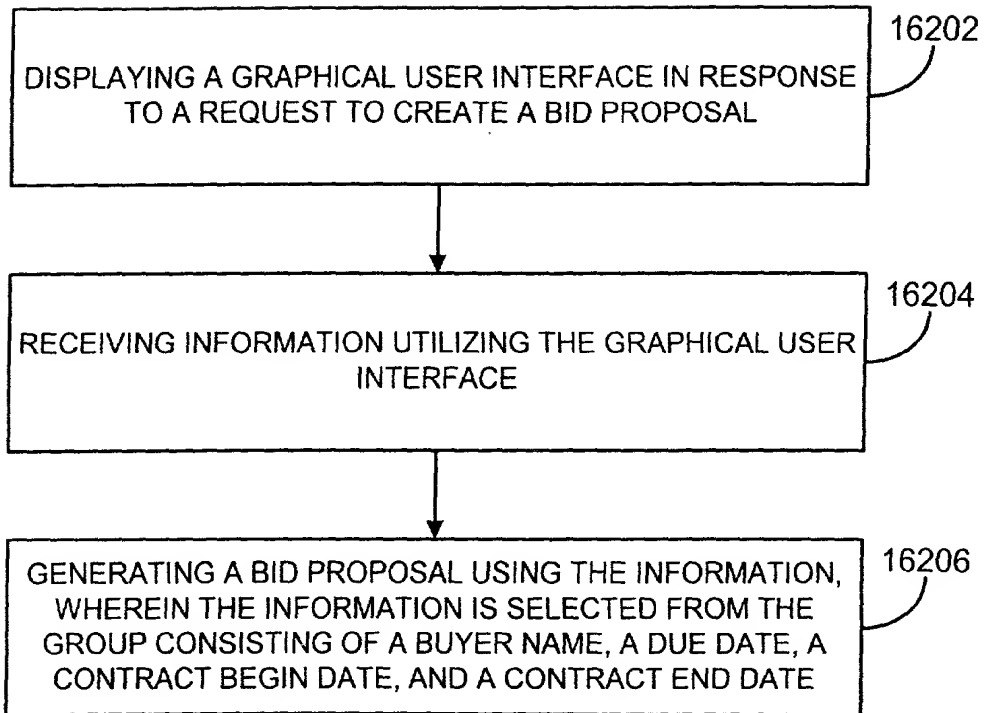 16202
DISPLAYING A GRAPHICAL USER INTERFACE IN RESPONSE
TO A REQUEST TO CREATE A BID PROPOSAL
16204
RECEIVING INFORMATION UTILIZING THE GRAPHICAL USER
INTERFACE
16206
GENERATING A BID PROPOSAL USING THE INFORMATION,
WHEREIN THE INFORMATION IS SELECTED FROM THE
GROUP CONSISTING OF A BUYER NAME, A DUE DATE, A
CONTRACT BEGIN DATE, AND A CONTRACT END DATE